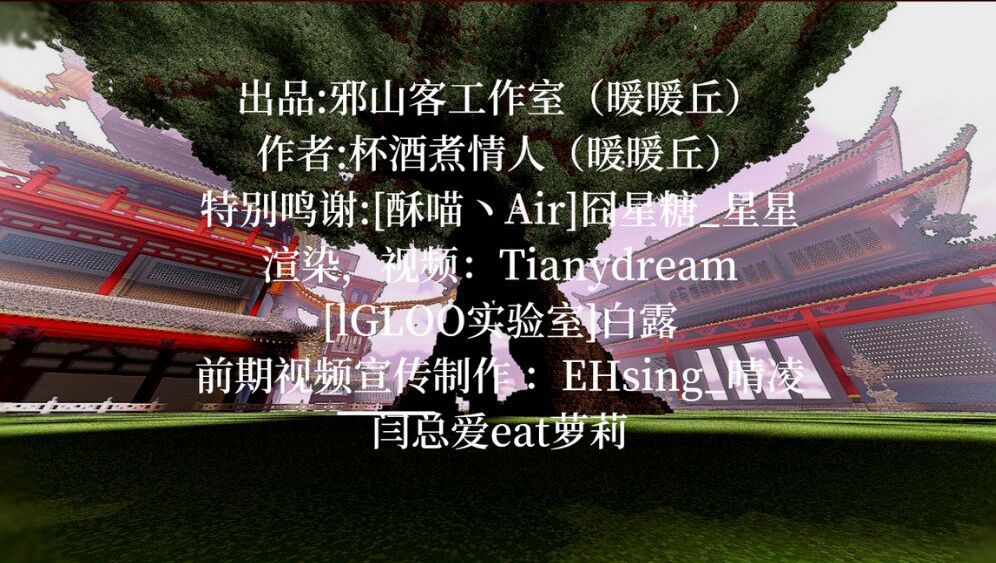 出品:邪山客工作室（暖暖丘）
作者:杯酒煮情人（暖暖丘）
特别鸣谢:[酥喵丶Air]囧星糖_星星
渲染，视频：Tianydream
[IGLOO实验室]白露
前期视频宣传制作 ：EHsing_晴凌
闫总爱eat萝莉